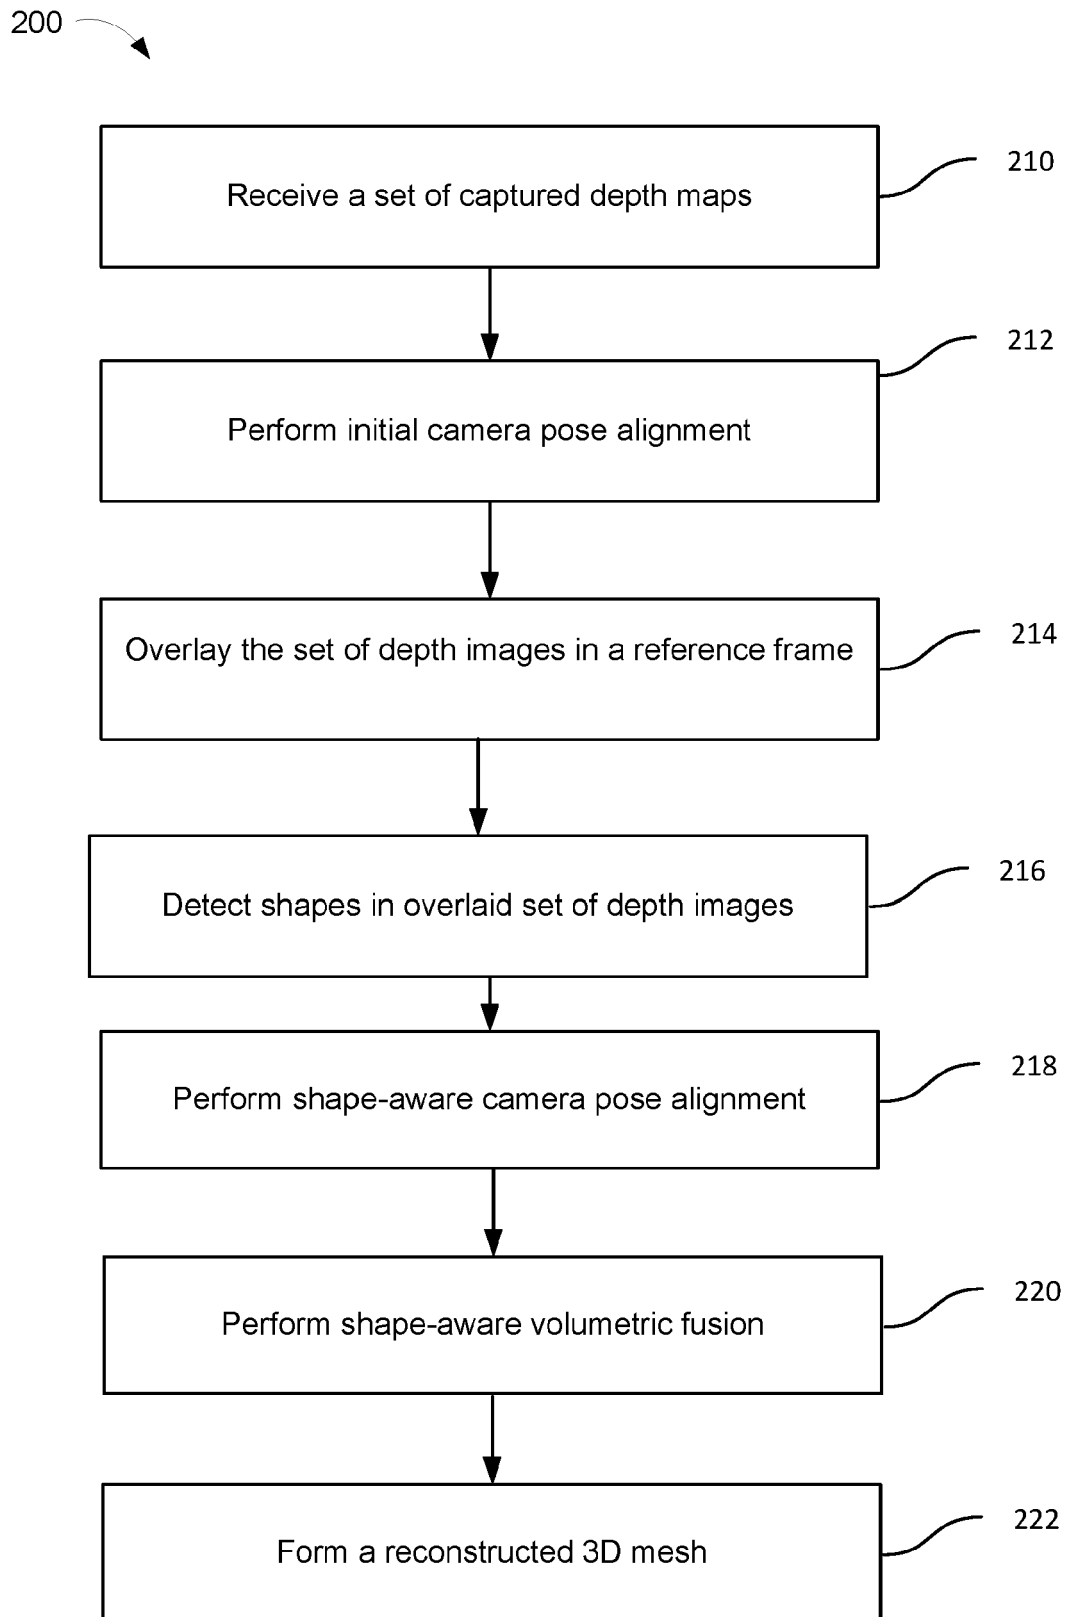 200
Receive a set of captured depth maps
210
Perform initial camera pose alignment
212
Overlay the set of depth images in a reference frame
214
Detect shapes in overlaid set of depth images
216
Perform shape-aware camera pose alignment
218
Perform shape-aware volumetric fusion
220
Form a reconstructed 3D mesh
222